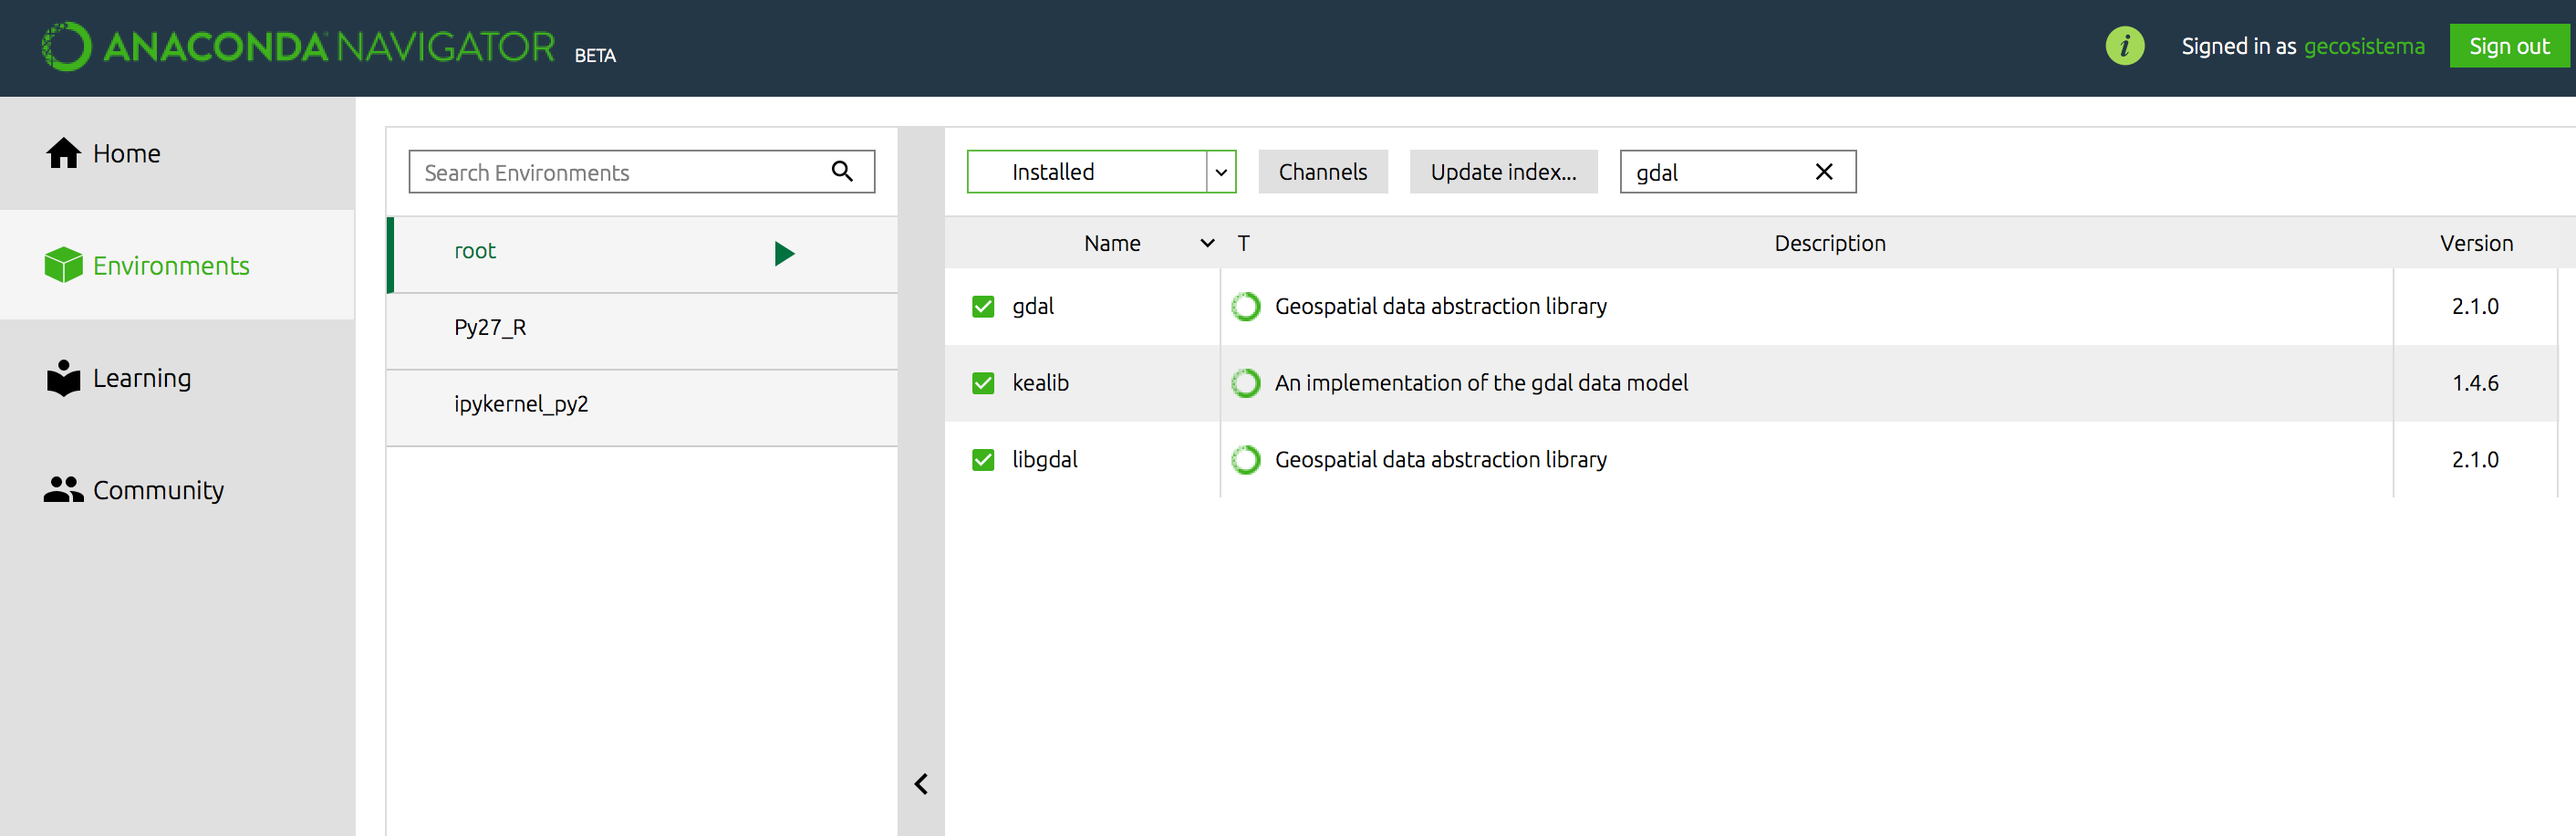 ANACONDA NAVIGATOR BETA
Signed in as gecosistema
Sign out
Home
Environments
Learning
Community
Search Environments
root
Py27_R
ipykernel_py2
Installed
Channels
Update index...
gdal
Name T Description Version
gdal Geospatial data abstraction library 2.1.0
kealib An implementation of the gdal data model 1.4.6
libgdal Geospatial data abstraction library 2.1.0